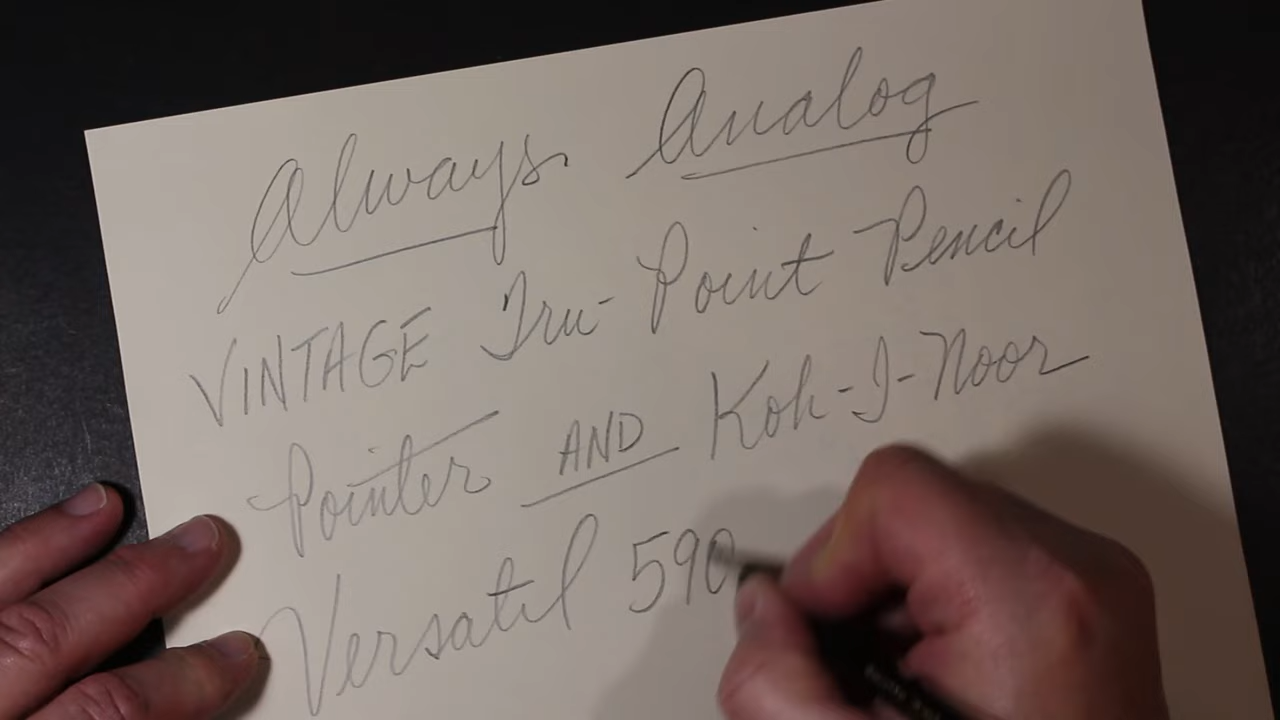 Always Analog
VINTAGE Tru-Point Pencil
Pointer AND Koh-I-Noor
Versatil 590